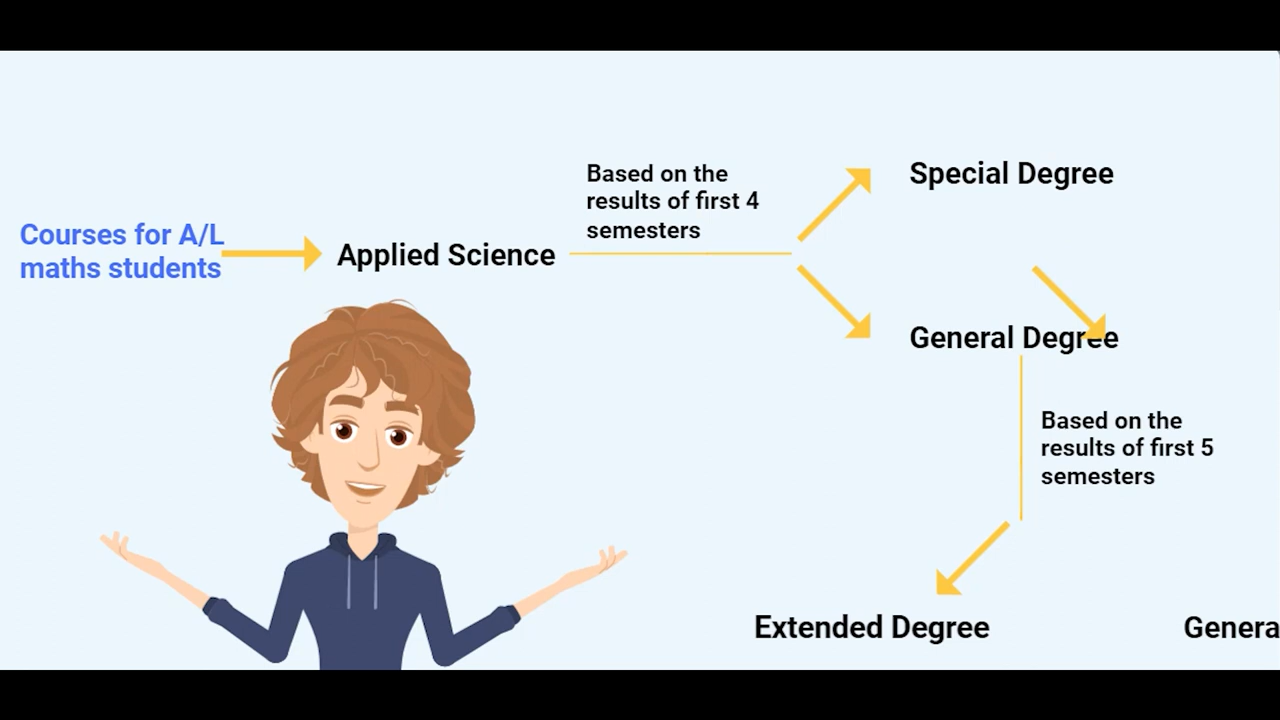 Courses for A/L
maths students
Applied Science
Based on the
results of first 4
semesters
Special Degree
General Degree
Based on the
results of first 5
semesters
Extended Degree
Genera